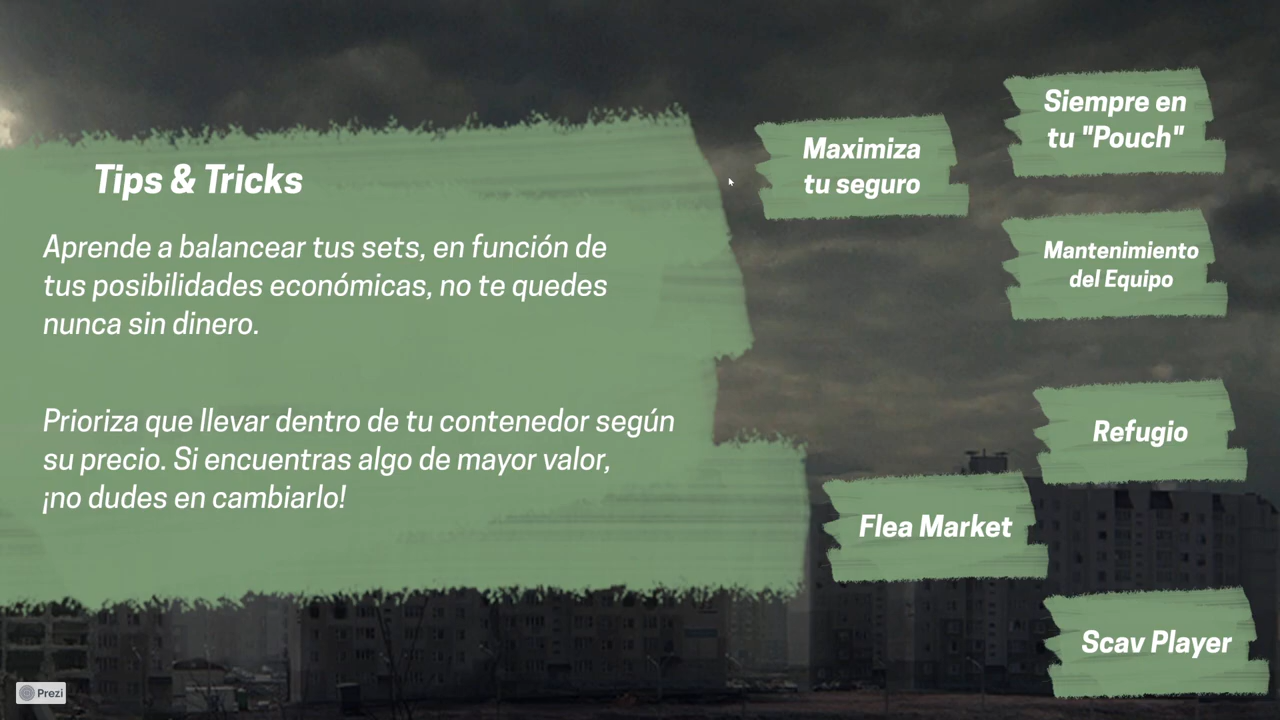 Tips & Tricks
Aprende a balancear tus sets, en función de
tus posibilidades económicas, no te quedes
nunca sin dinero.
Prioriza que llevar dentro de tu contenedor según
su precio. Si encuentras algo de mayor valor,
¡no dudes en cambiarlo!
Maximiza
tu seguro
Siempre en
tu "Pouch"
Mantenimiento
del Equipo
Refugio
Flea Market
Scav Player
Prezi